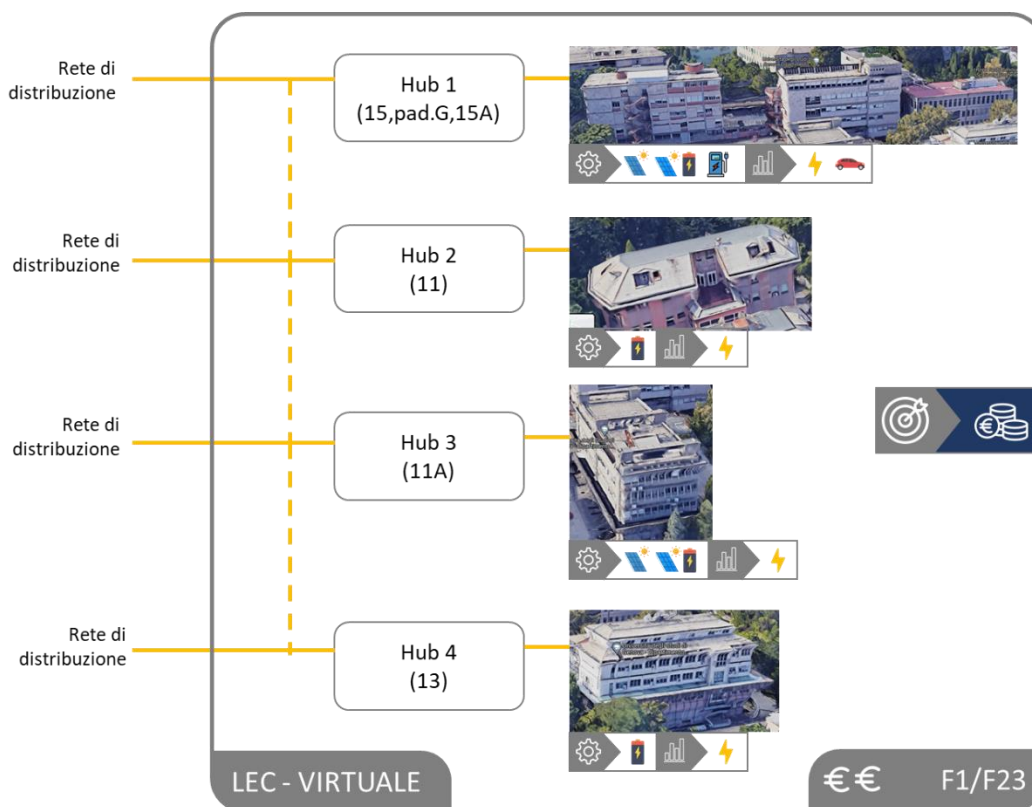 Rete di
distribuzione
Hub 1
(15,pad.G,15A)
Rete di
distribuzione
Hub 2
(11)
Rete di
distribuzione
Hub 3
(11A)
Rete di
distribuzione
Hub 4
(13)
LEC - VIRTUALE
€€ F1/F23